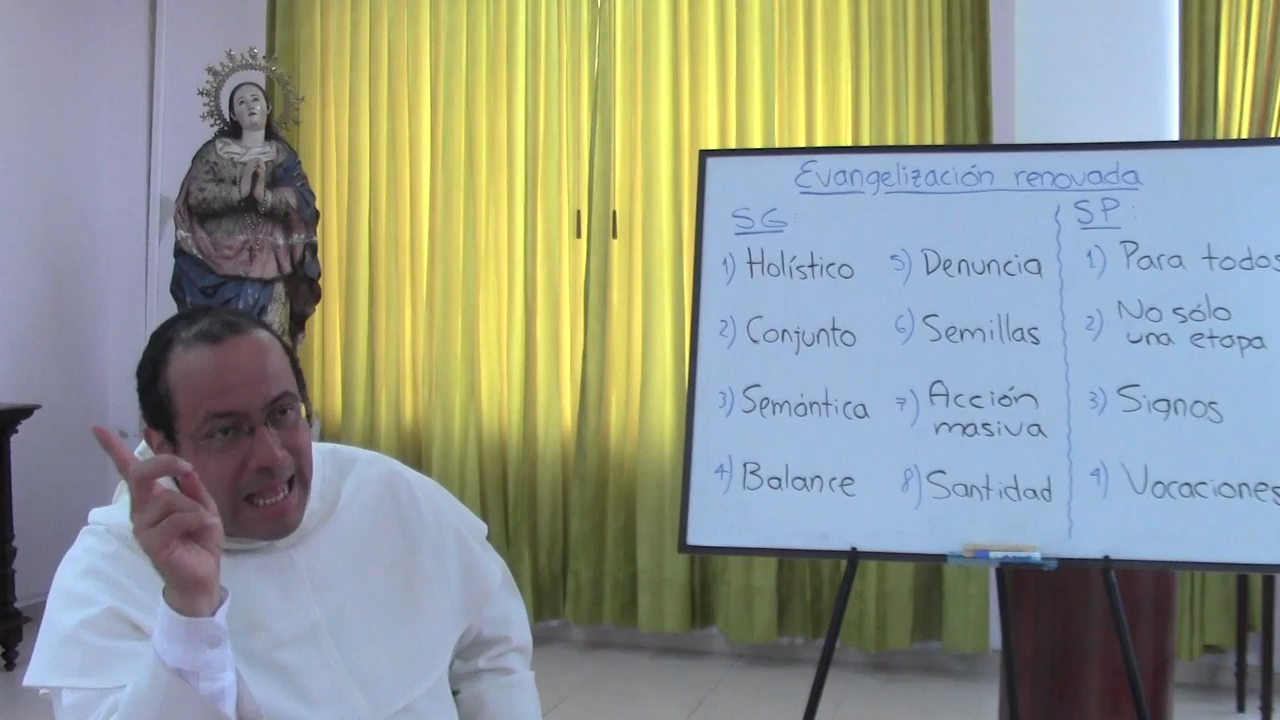 Evangelización renovada
SG:
1) Holístico
2) Conjunto
3) Semántica
4) Balance
5) Denuncia
6) Semillas
7) Acción
masiva
8) Santidad
SP:
1) Para todos
2) No sólo
una etapa
3) Signos
4) Vocaciones